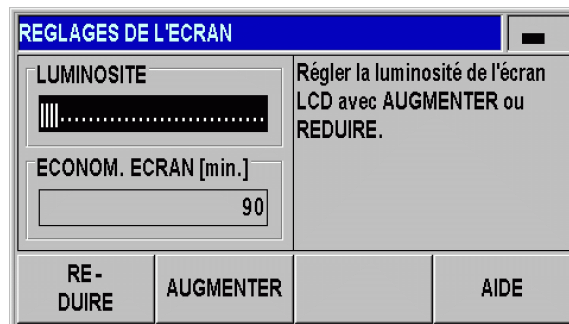 REGLAGES DE L'ECRAN
LUMINOSITE
Régler la luminosité de l'écran
LCD avec AUGMENTER ou
REDUIRE.
ECONOM. ECRAN [min.]
90
RE-
DUIRE
AUGMENTER
AIDE